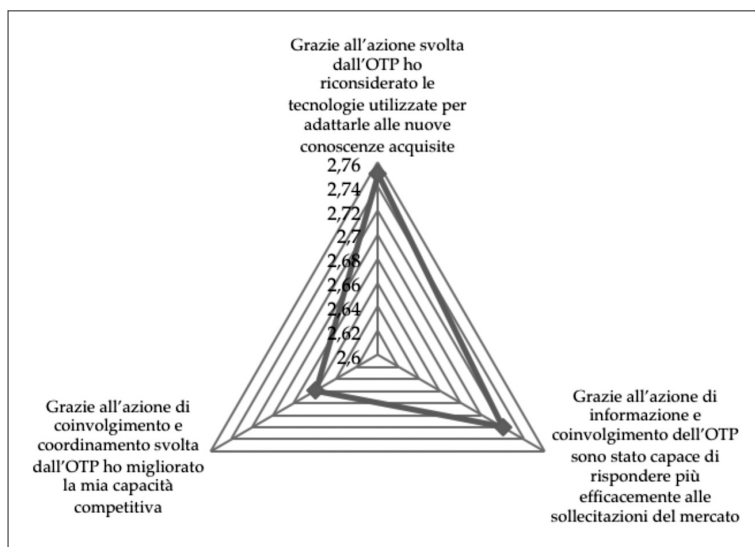 Grazie all'azione svolta
dall'OTP ho
riconsiderato le
tecnologie utilizzate per
adattarle alle nuove
conoscenze acquisite
2,76
2,74
2,72
2,7
2,68
2,66
2,64
2,62
2,6
Grazie all'azione di
coinvolgimento e
coordinamento svolta
dall'OTP ho migliorato
la mia capacità
competitiva
Grazie all'azione di
informazione e
coinvolgimento dell'OTP
sono stato capace di
rispondere più
efficacemente alle
sollecitazioni del mercato